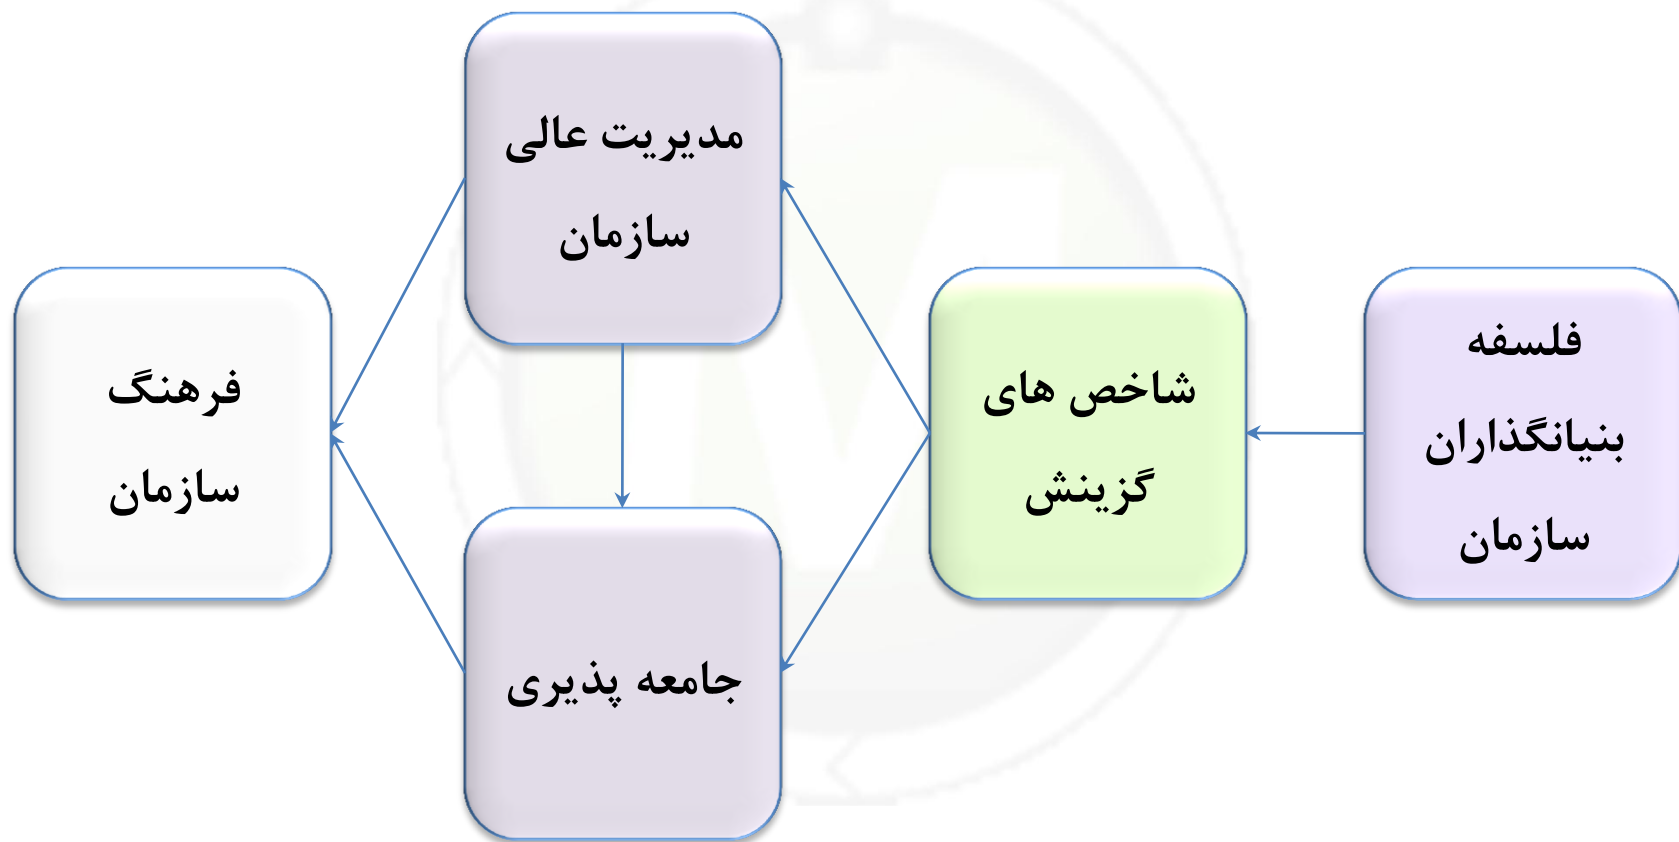 فلسفه
بنیانگذاران
سازمان
شاخص های
گزینش
مدیریت عالی
سازمان
جامعه پذیری
فرهنگ
سازمان